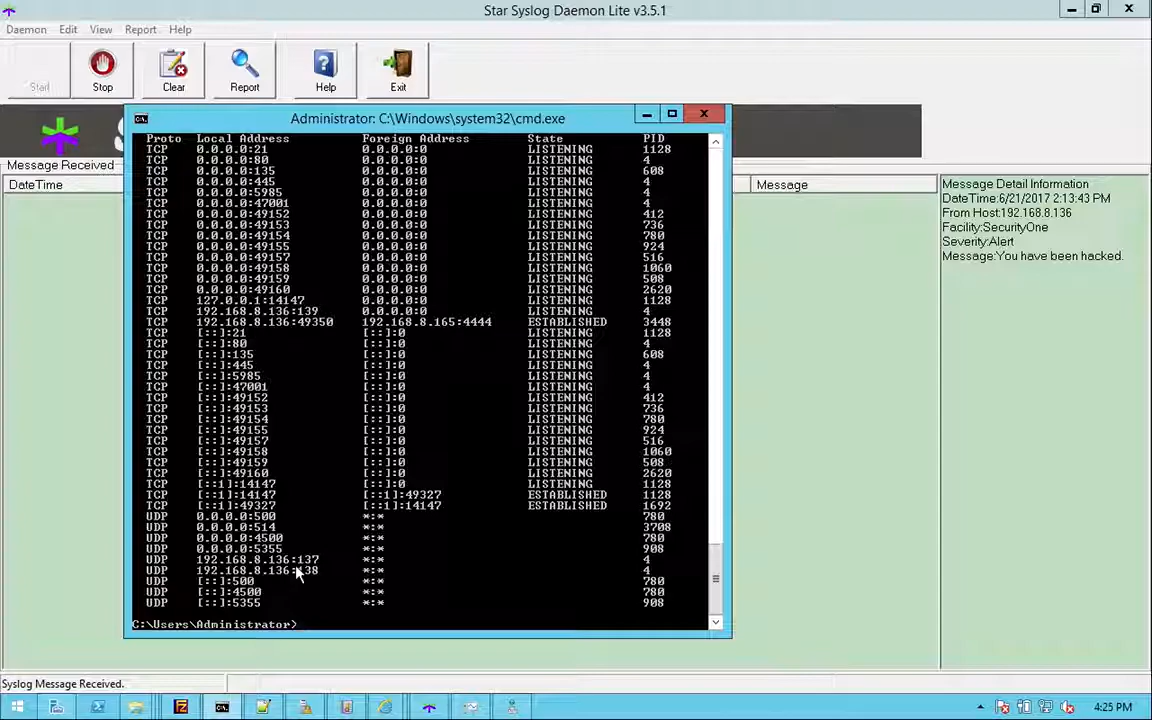 Star Syslog Daemon Lite v3.5.1
Daemon Edit View Report Help
Start Stop Clear Report Help Exit
Administrator: C:\Windows\system32\cmd.exe
Message Received
DateTime
Message
Proto Local Address Foreign Address State PID
TCP 0.0.0.0:21 0.0.0.0:0 LISTENING 1128
TCP 0.0.0.0:80 0.0.0.0:0 LISTENING 4
TCP 0.0.0.0:135 0.0.0.0:0 LISTENING 608
TCP 0.0.0.0:445 0.0.0.0:0 LISTENING 4
TCP 0.0.0.0:5985 0.0.0.0:0 LISTENING 4
TCP 0.0.0.0:47001 0.0.0.0:0 LISTENING 4
TCP 0.0.0.0:49152 0.0.0.0:0 LISTENING 412
TCP 0.0.0.0:49153 0.0.0.0:0 LISTENING 736
TCP 0.0.0.0:49154 0.0.0.0:0 LISTENING 780
TCP 0.0.0.0:49155 0.0.0.0:0 LISTENING 924
TCP 0.0.0.0:49157 0.0.0.0:0 LISTENING 516
TCP 0.0.0.0:49158 0.0.0.0:0 LISTENING 1060
TCP 0.0.0.0:49159 0.0.0.0:0 LISTENING 508
TCP 0.0.0.0:49160 0.0.0.0:0 LISTENING 2620
TCP 127.0.0.1:14147 0.0.0.0:0 LISTENING 1128
TCP 192.168.8.136:139 0.0.0.0:0 LISTENING 4
TCP 192.168.8.136:49350 192.168.8.165:4444 ESTABLISHED 3448
TCP [::]:21 [::]:0 LISTENING 1128
TCP [::]:80 [::]:0 LISTENING 4
TCP [::]:135 [::]:0 LISTENING 608
TCP [::]:445 [::]:0 LISTENING 4
TCP [::]:5985 [::]:0 LISTENING 4
TCP [::]:47001 [::]:0 LISTENING 4
TCP [::]:49152 [::]:0 LISTENING 412
TCP [::]:49153 [::]:0 LISTENING 736
TCP [::]:49154 [::]:0 LISTENING 780
TCP [::]:49155 [::]:0 LISTENING 924
TCP [::]:49157 [::]:0 LISTENING 516
TCP [::]:49158 [::]:0 LISTENING 1060
TCP [::]:49159 [::]:0 LISTENING 508
TCP [::]:49160 [::]:0 LISTENING 2620
TCP [::1]:14147 [::]:0 LISTENING 1128
TCP [::1]:14147 [::1]:49327 ESTABLISHED 1128
TCP [::1]:49327 [::1]:14147 ESTABLISHED 1692
UDP 0.0.0.0:500 *:* 780
UDP 0.0.0.0:514 *:* 3708
UDP 0.0.0.0:4500 *:* 780
UDP 0.0.0.0:5355 *:* 908
UDP 192.168.8.136:137 *:* 4
UDP 192.168.8.136:138 *:* 4
UDP [::]:500 *:* 780
UDP [::]:4500 *:* 780
UDP [::]:5355 *:* 908
C:\Users\Administrator>
Message Detail Information
DateTime:6/21/2017 2:13:43 PM
From Host:192.168.8.136
Facility:SecurityOne
Severity:Alert
Message:You have been hacked.
Syslog Message Received.
4:25 PM